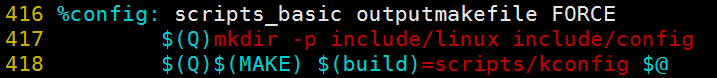 416 %config: scripts_basic outputmakefile FORCE
417         $(Q)mkdir -p include/linux include/config
418         $(Q)$(MAKE) $(build)=scripts/kconfig $@